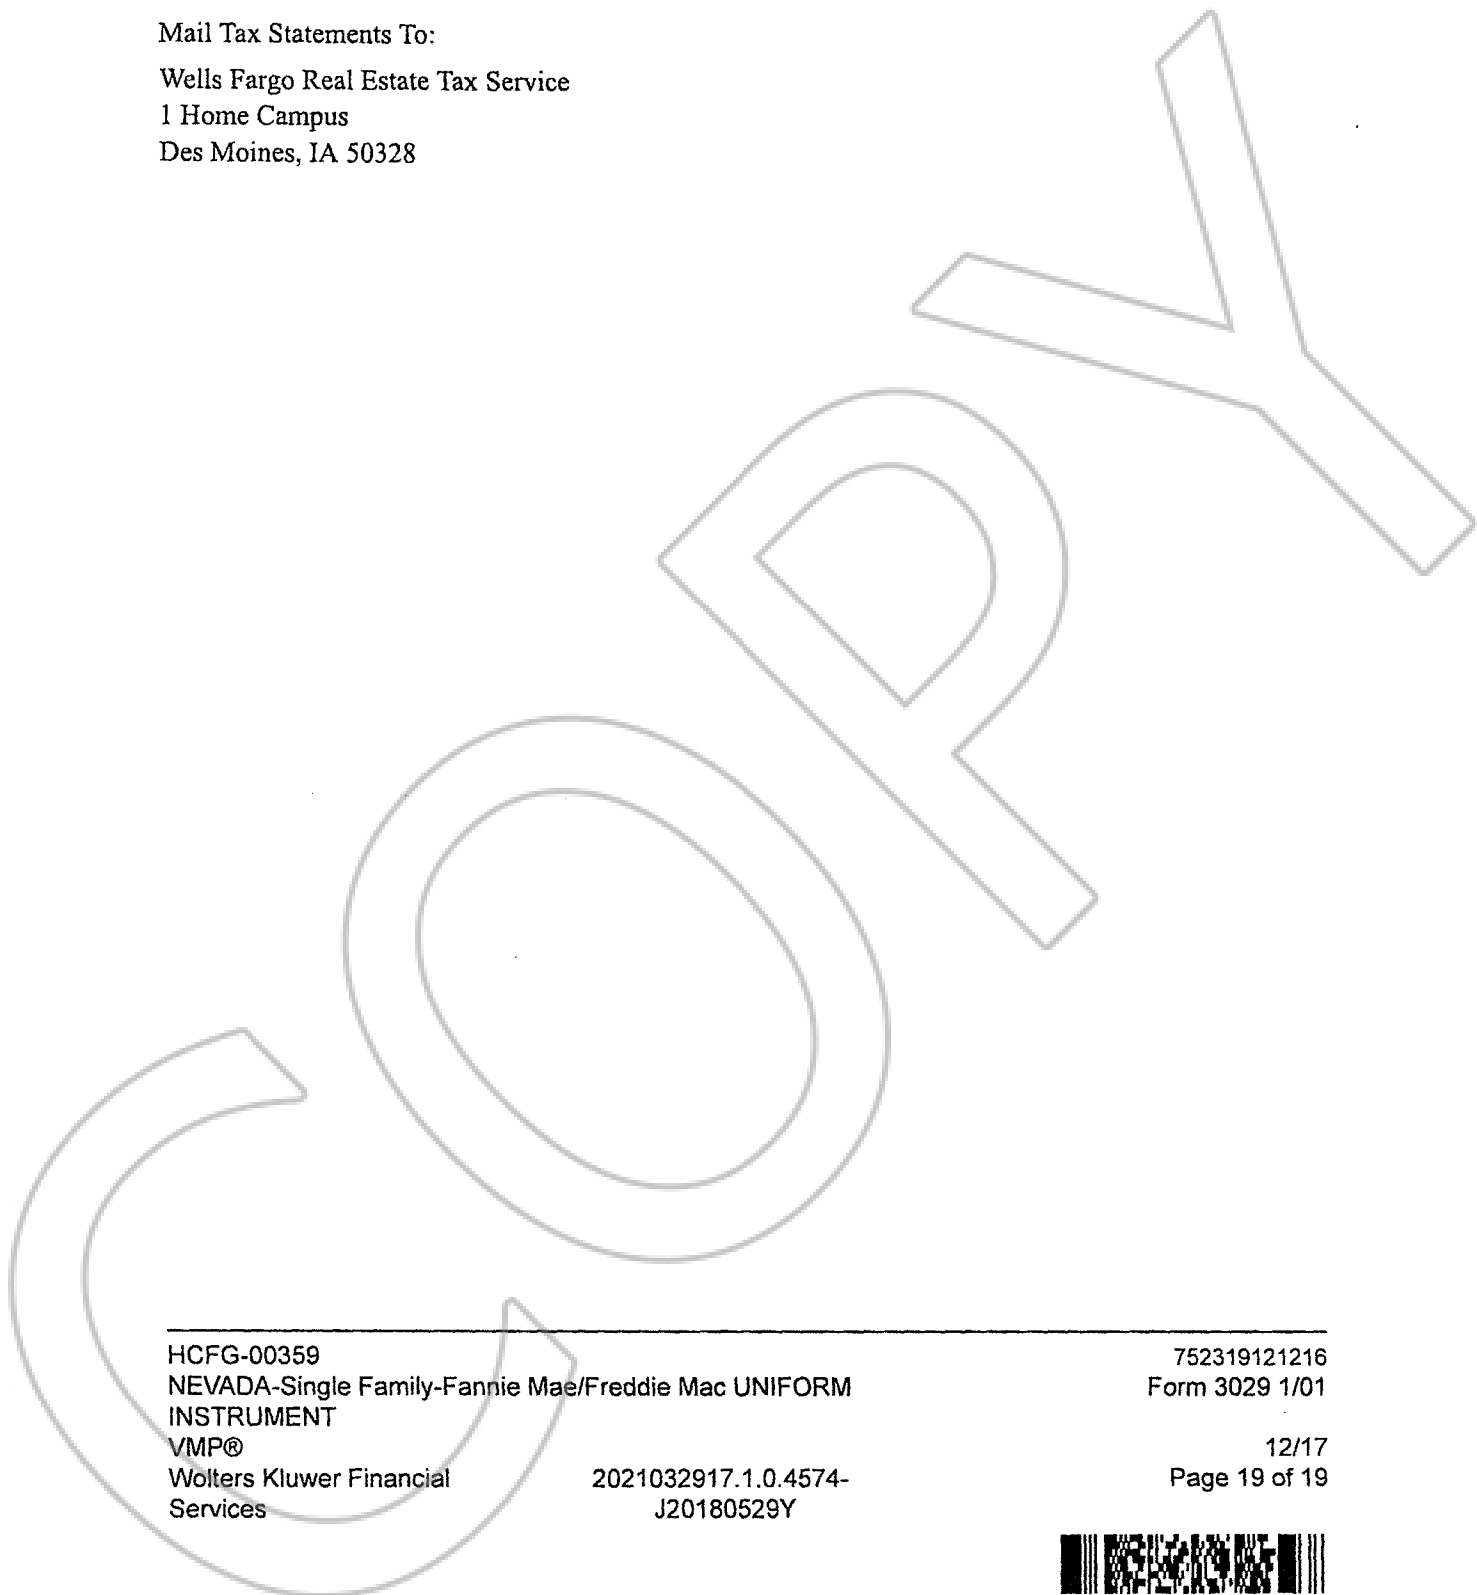 Mail Tax Statements To:
Wells Fargo Real Estate Tax Service
1 Home Campus
Des Moines, IA 50328
COPY
HCFG-00359 752319121216
NEVADA-Single Family-Fannie Mae/Freddie Mac UNIFORM Form 3029 1/01
INSTRUMENT
VMP® 12/17
Wolters Kluwer Financial 2021032917.1.0.4574- Page 19 of 19
Services J20180529Y